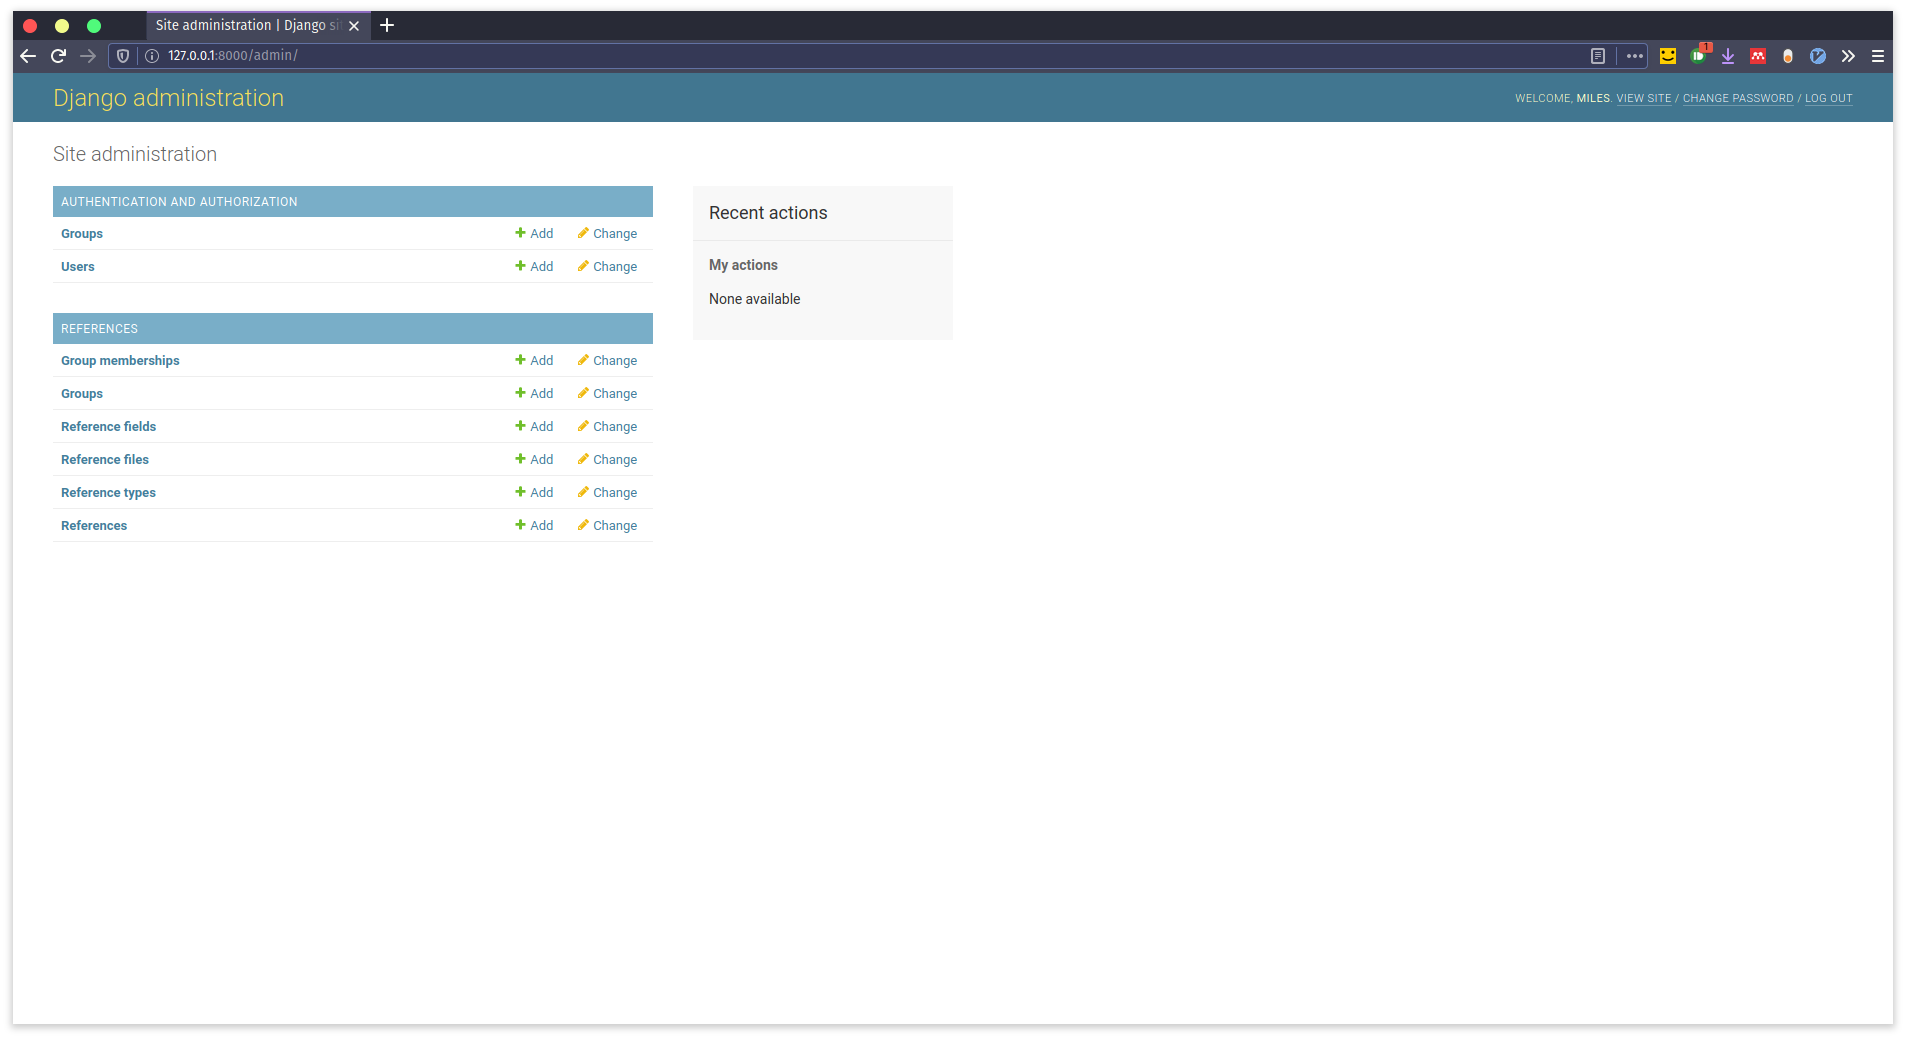 Site administration | Django si
127.0.0.1:8000/admin/
1
Django administration
WELCOME, MILES. VIEW SITE / CHANGE PASSWORD / LOG OUT
Site administration
AUTHENTICATION AND AUTHORIZATION
Groups Add Change
Users Add Change
REFERENCES
Group memberships Add Change
Groups Add Change
Reference fields Add Change
Reference files Add Change
Reference types Add Change
References Add Change
Recent actions
My actions
None available